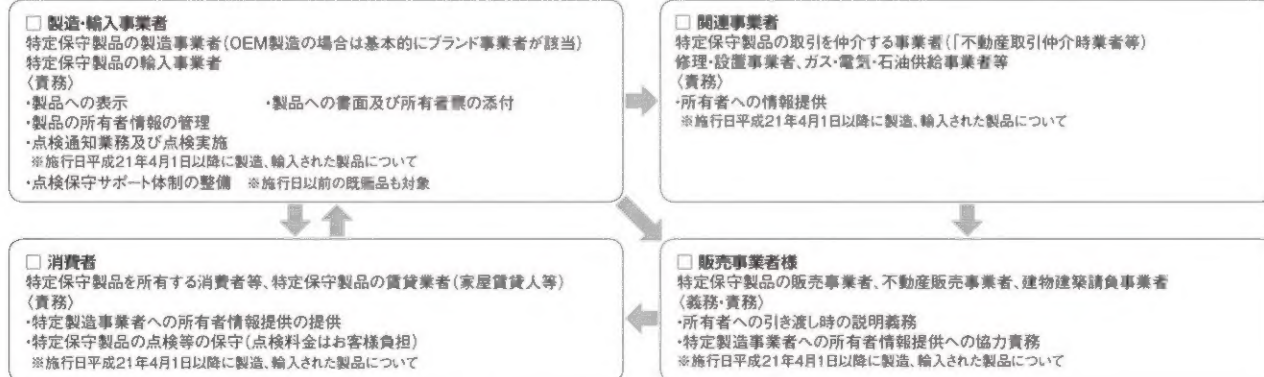 □ 製造・輸入事業者
特定保守製品の製造事業者(OEM製造の場合は基本的にブランド事業者が該当)
特定保守製品の輸入事業者
〈責務〉
・製品への表示 ・製品への書面及び所有者票の添付
・製品の所有者情報の管理
・点検通知業務及び点検実施
※施行日平成21年4月1日以降に製造、輸入された製品について
・点検保守サポート体制の整備 ※施行日以前の既販品も対象
□ 関連事業者
特定保守製品の取引を仲介する事業者(「不動産取引仲介時業者等)
修理・設置事業者、ガス・電気・石油供給事業者等
〈責務〉
・所有者への情報提供
※施行日平成21年4月1日以降に製造、輸入された製品について
□ 消費者
特定保守製品を所有する消費者等、特定保守製品の賃貸業者(家屋賃貸人等)
〈責務〉
・特定製造事業者への所有者情報提供の提供
・特定保守製品の点検等の保守(点検料金はお客様負担)
※施行日平成21年4月1日以降に製造、輸入された製品について
□ 販売事業者様
特定保守製品の販売事業者、不動産販売事業者、建物建築請負事業者
〈義務・責務〉
・所有者への引き渡し時の説明義務
・特定製造事業者への所有者情報提供への協力責務
※施行日平成21年4月1日以降に製造、輸入された製品について